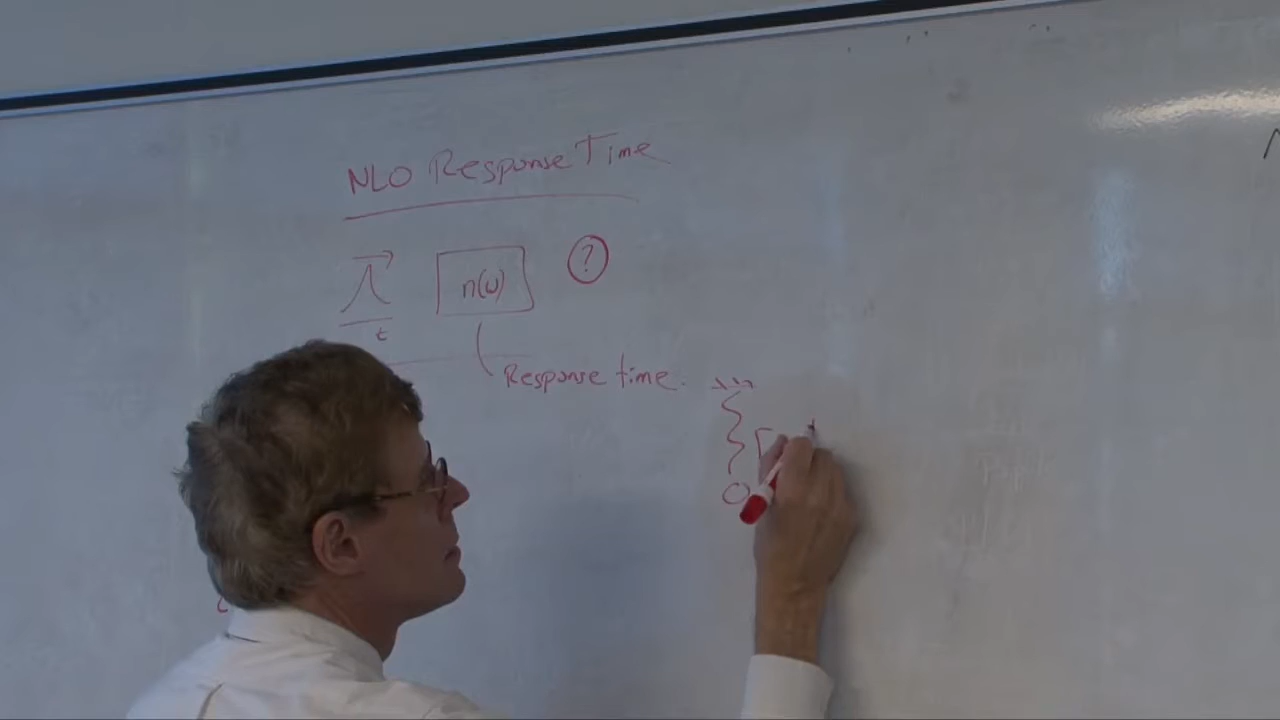 NLO Response Time
n(ω) ?
t
Response time.